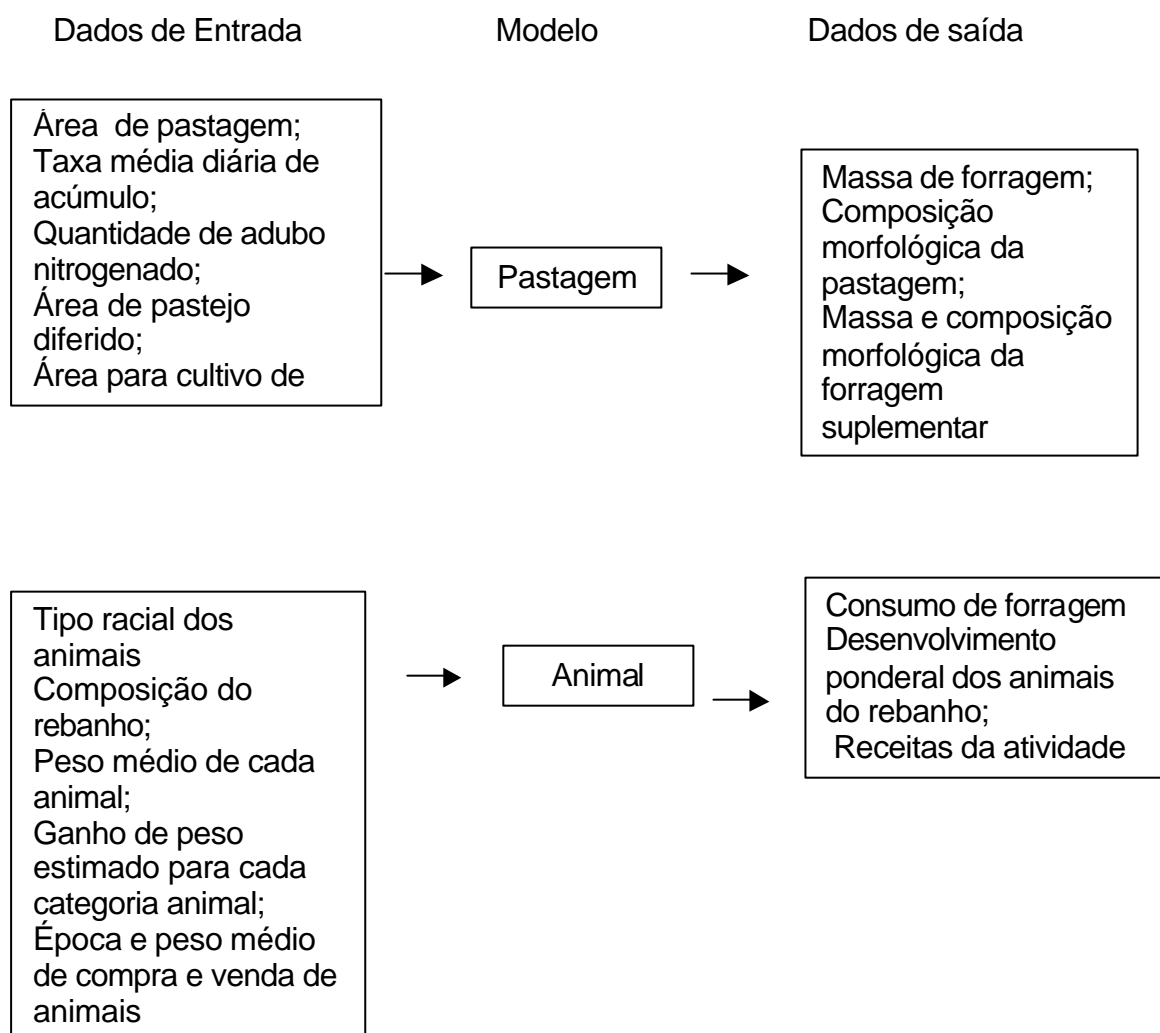 Dados de Entrada
Modelo
Dados de saída
Área de pastagem;
Taxa média diária de
acúmulo;
Quantidade de adubo
nitrogenado;
Área de pastejo
diferido;
Área para cultivo de
Pastagem
Massa de forragem;
Composição
morfológica da
pastagem;
Massa e composição
morfológica da
forragem
suplementar
Tipo racial dos
animais
Composição do
rebanho;
Peso médio de cada
animal;
Ganho de peso
estimado para cada
categoria animal;
Época e peso médio
de compra e venda de
animais
Animal
Consumo de forragem
Desenvolvimento
ponderal dos animais
do rebanho;
Receitas da atividade